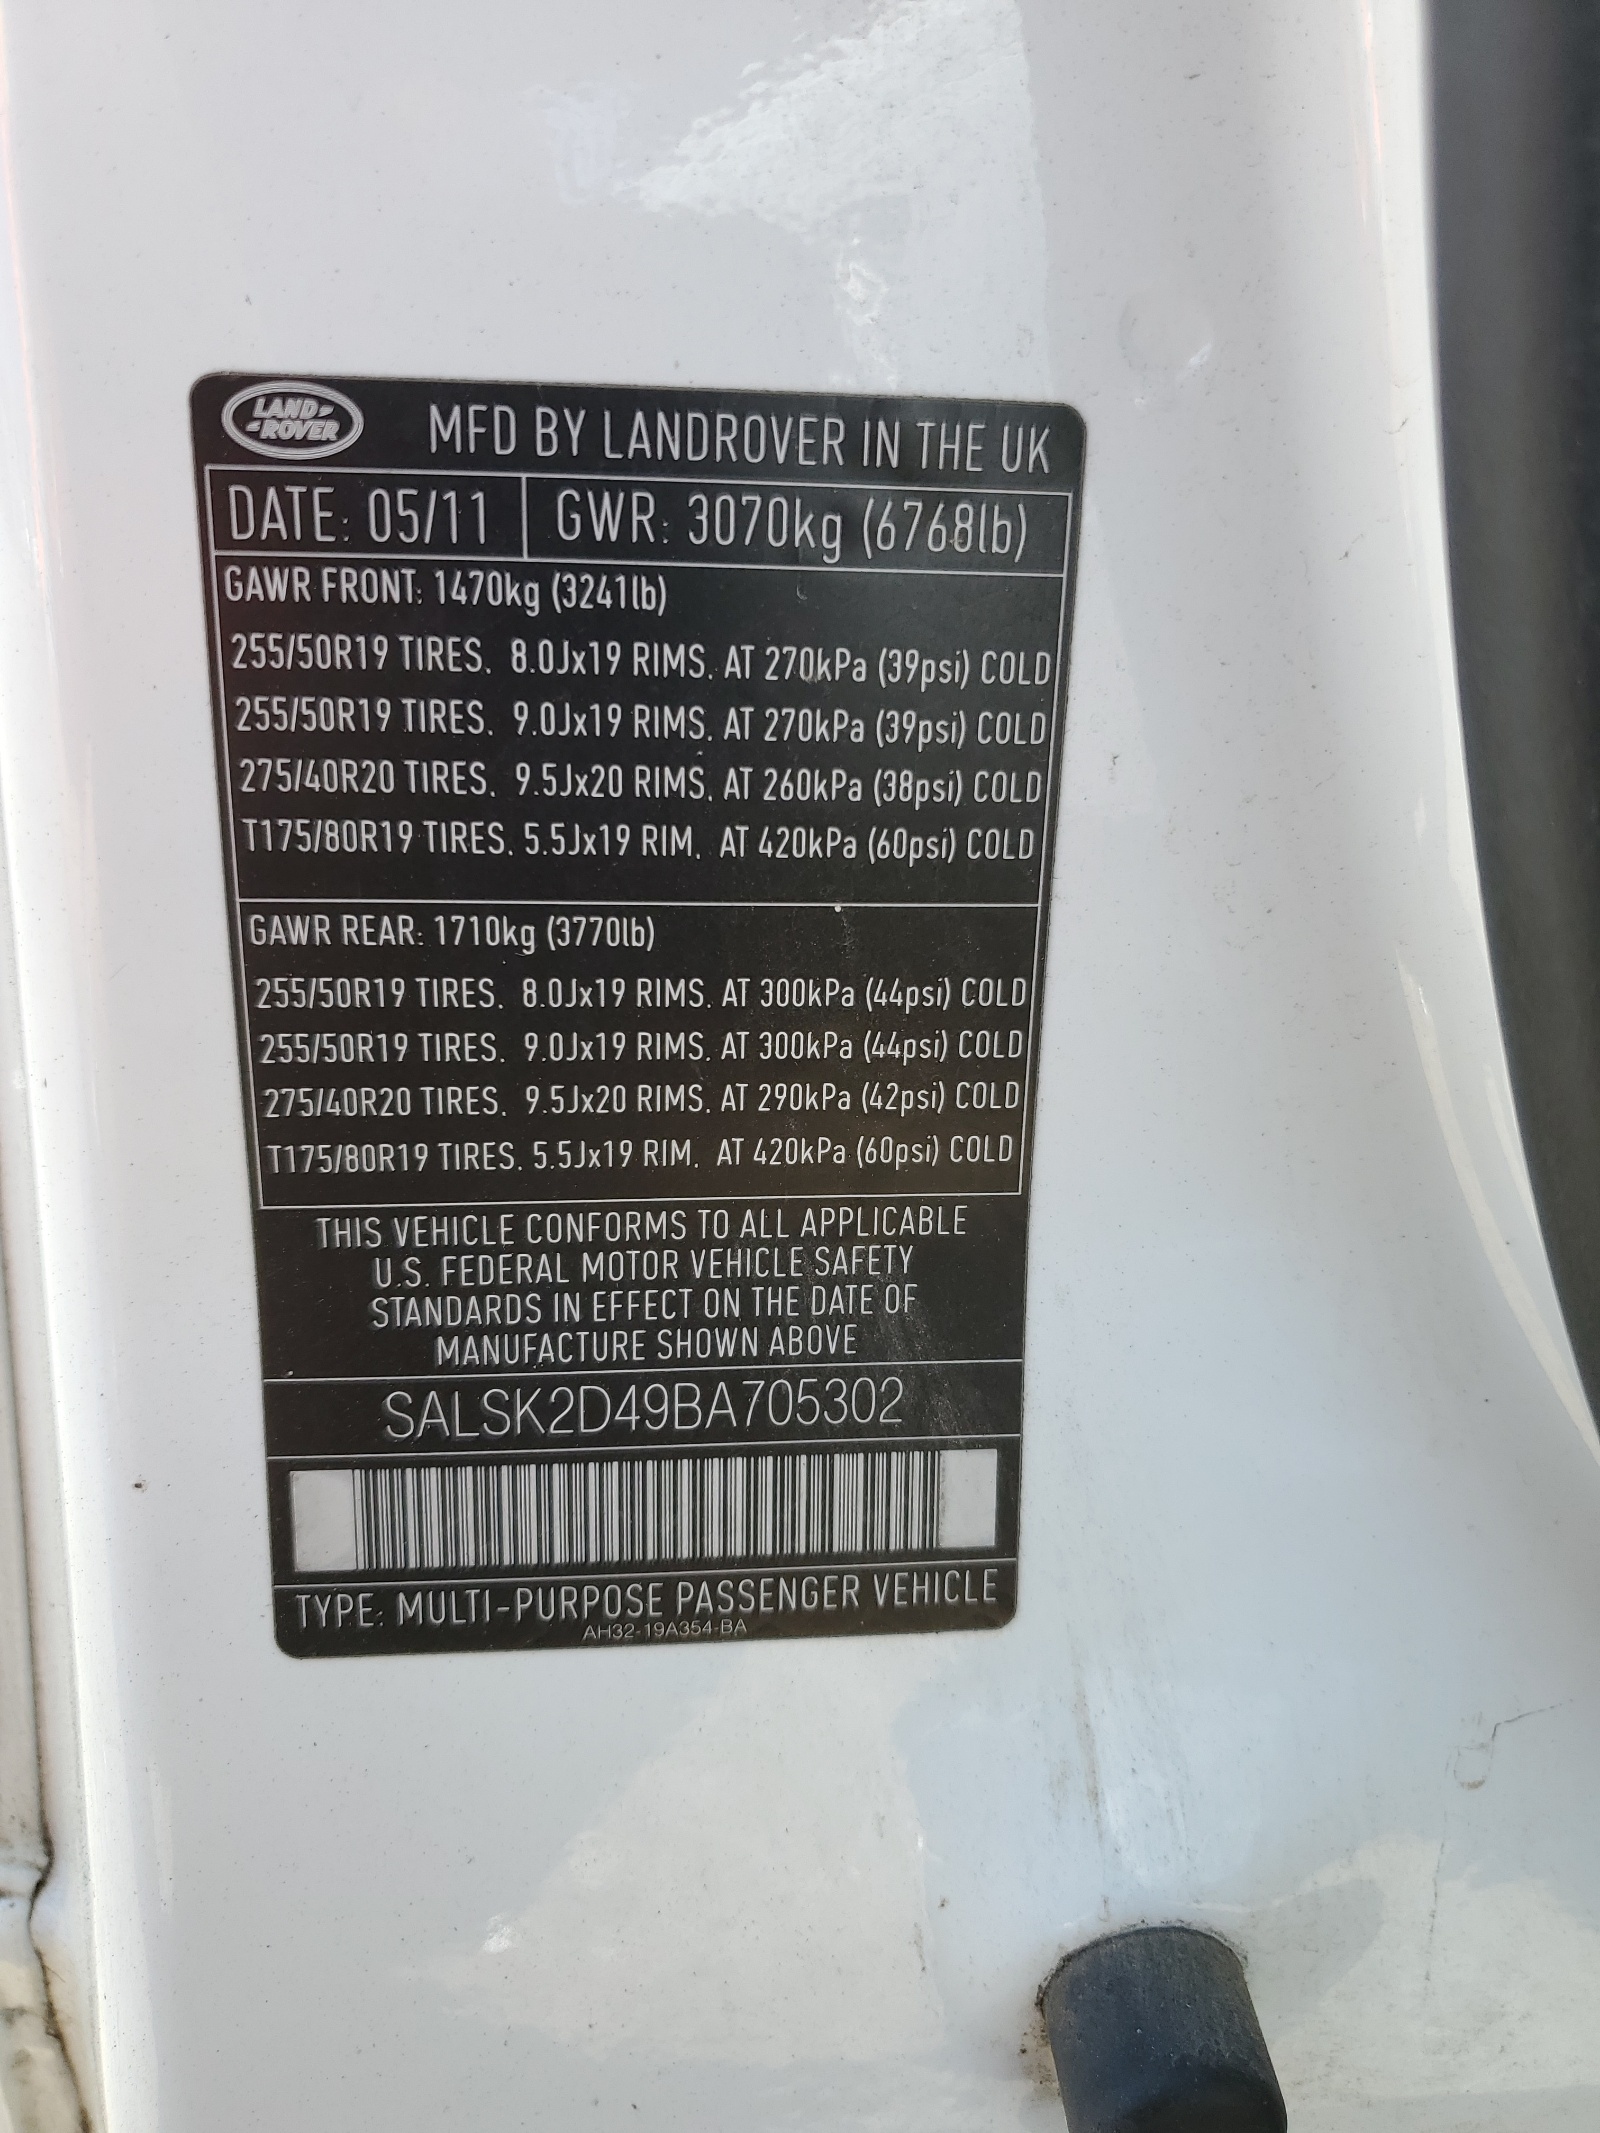 LAND-
-ROVER
MFD BY LANDROVER IN THE UK
DATE: 05/11 GWR: 3070kg (6768lb)
GAWR FRONT: 1470kg (3241lb)
255/50R19 TIRES. 8.0Jx19 RIMS. AT 270kPa (39psi) COLD
255/50R19 TIRES. 9.0Jx19 RIMS. AT 270kPa (39psi) COLD
275/40R20 TIRES. 9.5Jx20 RIMS. AT 260kPa (38psi) COLD
T175/80R19 TIRES. 5.5Jx19 RIM. AT 420kPa (60psi) COLD
GAWR REAR: 1710kg (3770lb)
255/50R19 TIRES. 8.0Jx19 RIMS. AT 300kPa (44psi) COLD
255/50R19 TIRES. 9.0Jx19 RIMS. AT 300kPa (44psi) COLD
275/40R20 TIRES. 9.5Jx20 RIMS. AT 290kPa (42psi) COLD
T175/80R19 TIRES. 5.5Jx19 RIM. AT 420kPa (60psi) COLD
THIS VEHICLE CONFORMS TO ALL APPLICABLE
U.S. FEDERAL MOTOR VEHICLE SAFETY
STANDARDS IN EFFECT ON THE DATE OF
MANUFACTURE SHOWN ABOVE
SALSK2D49BA705302
TYPE: MULTI-PURPOSE PASSENGER VEHICLE
AH32-19A354-BA